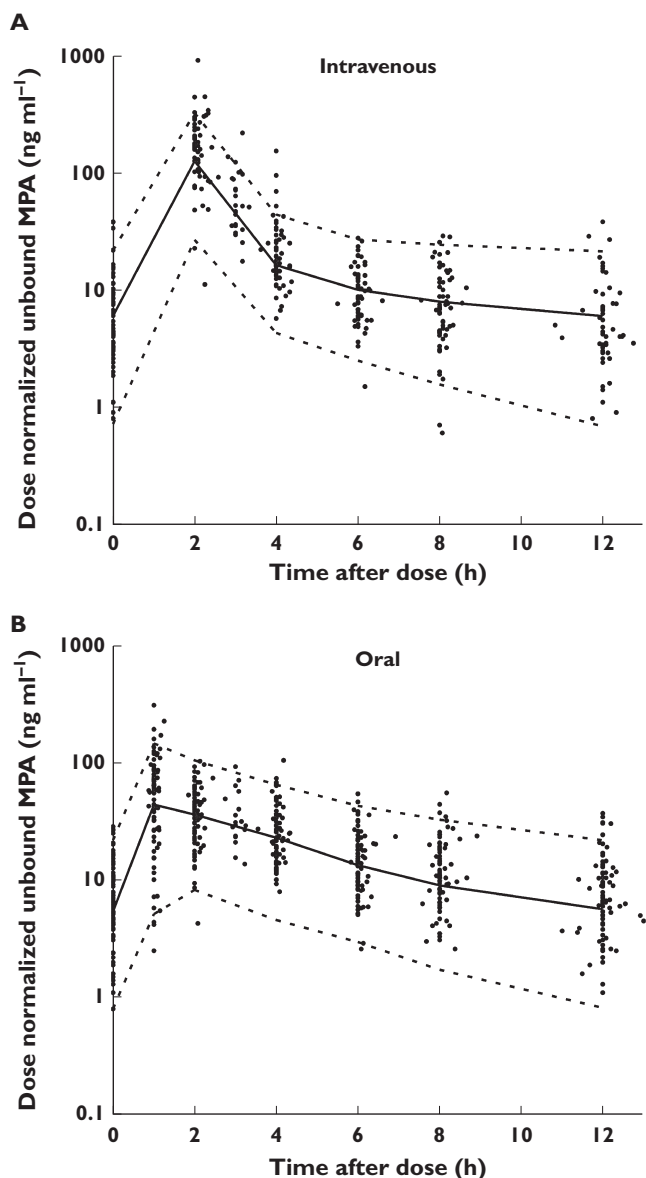 A
Intravenous
Dose normalized unbound MPA (ng ml⁻¹)
1000
100
10
1
0.1
0 2 4 6 8 10 12
Time after dose (h)
B
Oral
Dose normalized unbound MPA (ng ml⁻¹)
1000
100
10
1
0.1
0 2 4 6 8 10 12
Time after dose (h)